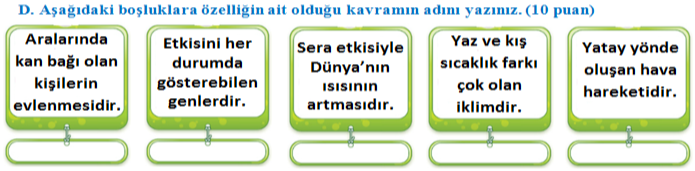 D. Aşağıdaki boşluklara özelliğin ait olduğu kavramın adını yazınız. (10 puan)
Aralarında
kan bağı olan
kişilerin
evlenmesidir.
Etkisini her
durumda
gösterebilen
genlerdir.
Sera etkisiyle
Dünya’nın
ısısının
artmasıdır.
Yaz ve kış
sıcaklık farkı
çok olan
iklimdir.
Yatay yönde
oluşan hava
hareketidir.